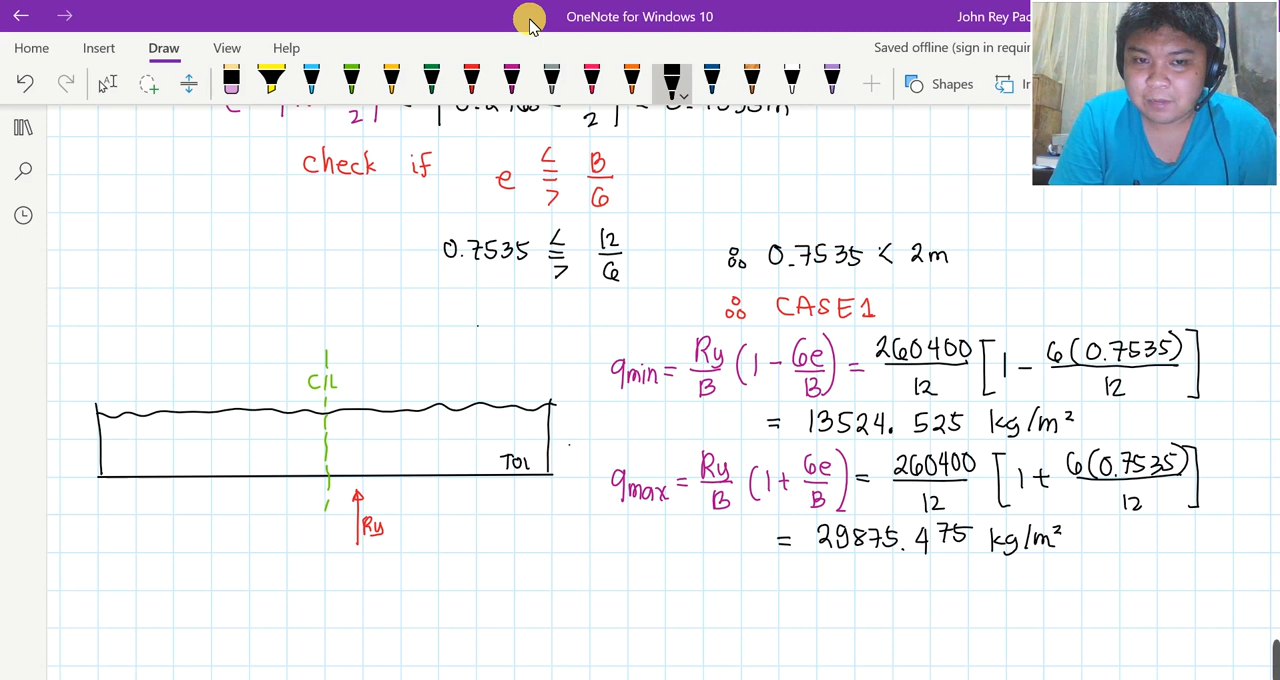 OneNote for Windows 10
John Rey Pac
Home Insert Draw View Help
Saved offline (sign in requir
Shapes
In
check if e ≤ > B/6
0.7535 ≤ > 12/6 ∴ 0.7535 < 2m
∴ CASE1
qmin = Ry/B (1 - 6e/B) = 260400/12 [1 - 6(0.7535)/12]
= 13524.525 kg/m²
qmax = Ry/B (1 + 6e/B) = 260400/12 [1 + 6(0.7535)/12]
= 29875.475 kg/m²
C/L
Toe
Ry